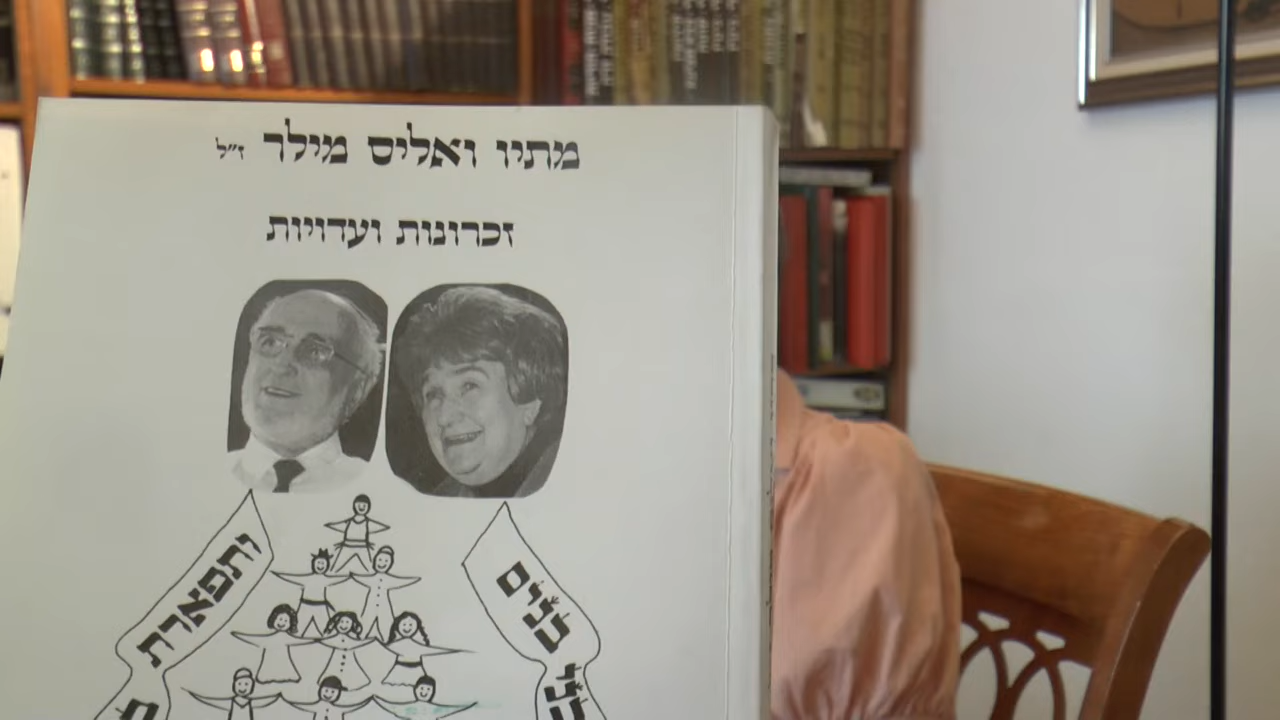 מתיו ואליס מילר ז״ל
זכרונות ועדויות
בנים
ותפארת